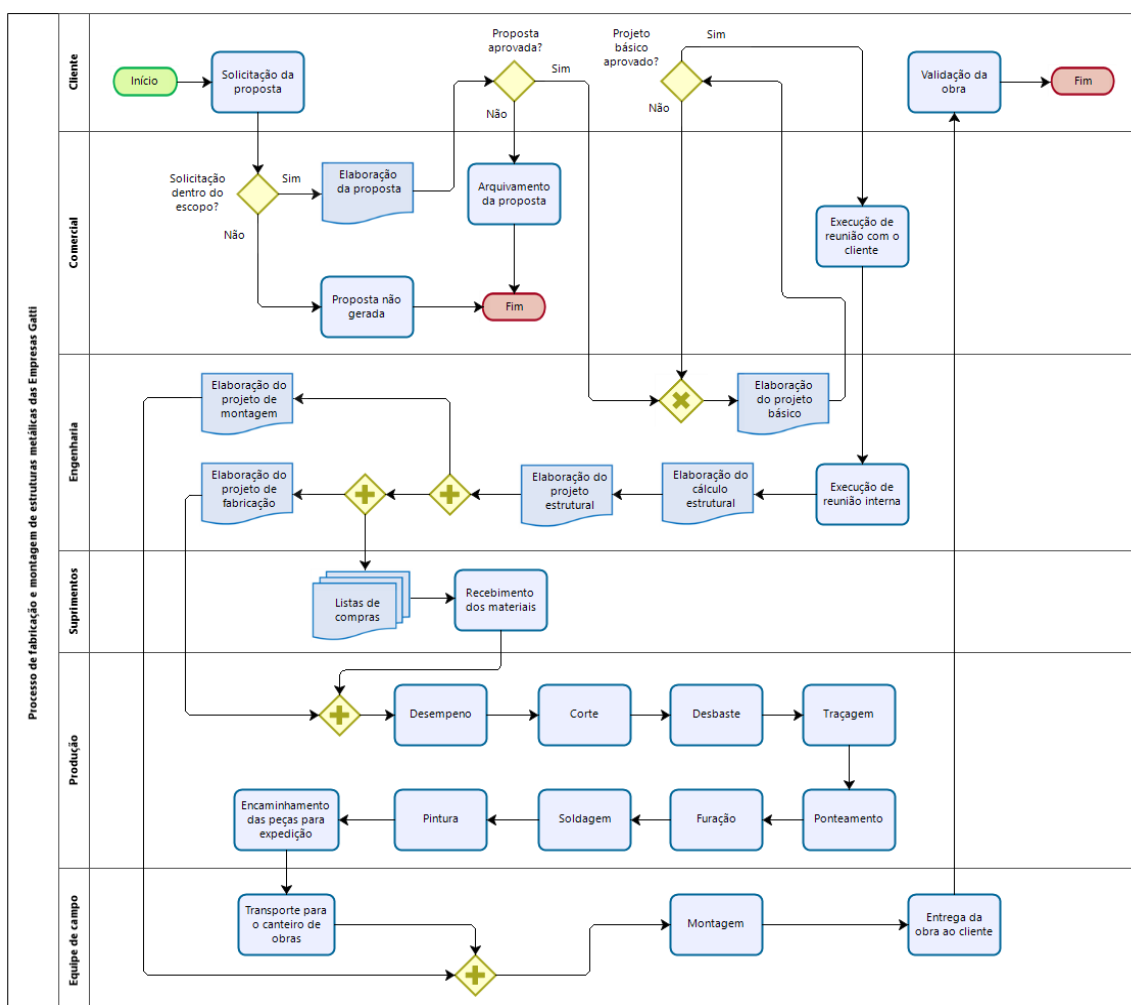 Processo de fabricação e montagem de estruturas metálicas das Empresas Gatti
Cliente
Início
Solicitação da
proposta
Proposta
aprovada?
Sim
Não
Projeto
básico
aprovado?
Sim
Não
Validação da
obra
Fim
Comercial
Solicitação
dentro do
escopo?
Sim
Não
Elaboração
da proposta
Arquivamento
da proposta
Execução de
reunião com o
cliente
Proposta não
gerada
Fim
Engenharia
Elaboração do
projeto de
montagem
Elaboração
do projeto
básico
Elaboração do
projeto de
fabricação
Elaboração do
projeto
estrutural
Elaboração do
cálculo
estrutural
Execução de
reunião interna
Suprimentos
Listas de
compras
Recebimento
dos materiais
Produção
Desempeno
Corte
Desbaste
Traçagem
Encaminhamento
das peças para
expedição
Pintura
Soldagem
Furação
Ponteamento
Equipe de campo
Transporte para
o canteiro de
obras
Montagem
Entrega da
obra ao cliente